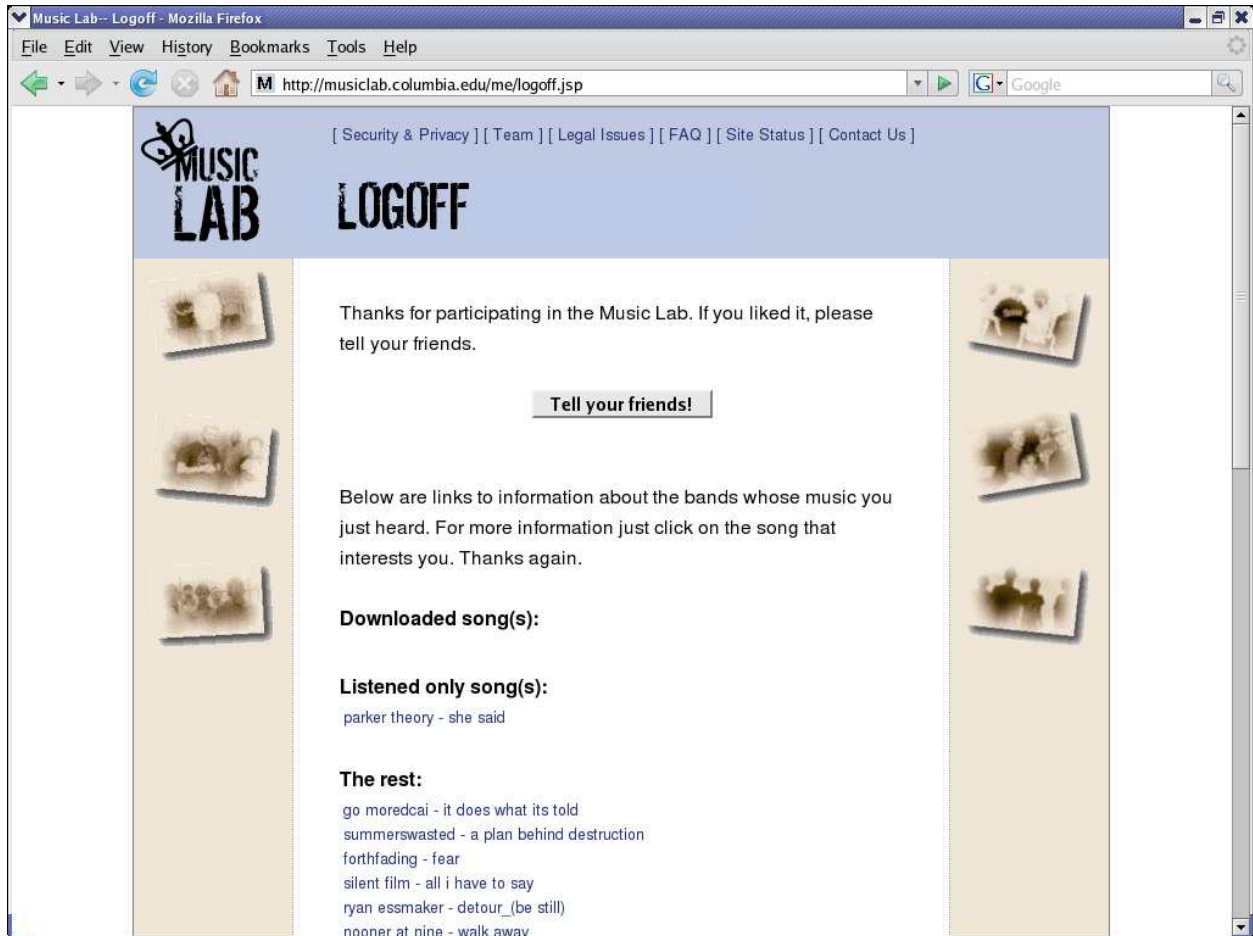 Music Lab-- Logoff - Mozilla Firefox
File Edit View History Bookmarks Tools Help
M http://musiclab.columbia.edu/me/logoff.jsp G Google
[ Security & Privacy ] [ Team ] [ Legal Issues ] [ FAQ ] [ Site Status ] [ Contact Us ]
MUSIC
LAB
LOGOFF
Thanks for participating in the Music Lab. If you liked it, please
tell your friends.
Tell your friends!
Below are links to information about the bands whose music you
just heard. For more information just click on the song that
interests you. Thanks again.
Downloaded song(s):
Listened only song(s):
parker theory - she said
The rest:
go moredcai - it does what its told
summerswasted - a plan behind destruction
forthfading - fear
silent film - all i have to say
ryan essmaker - detour_(be still)
nooner at nine - walk away